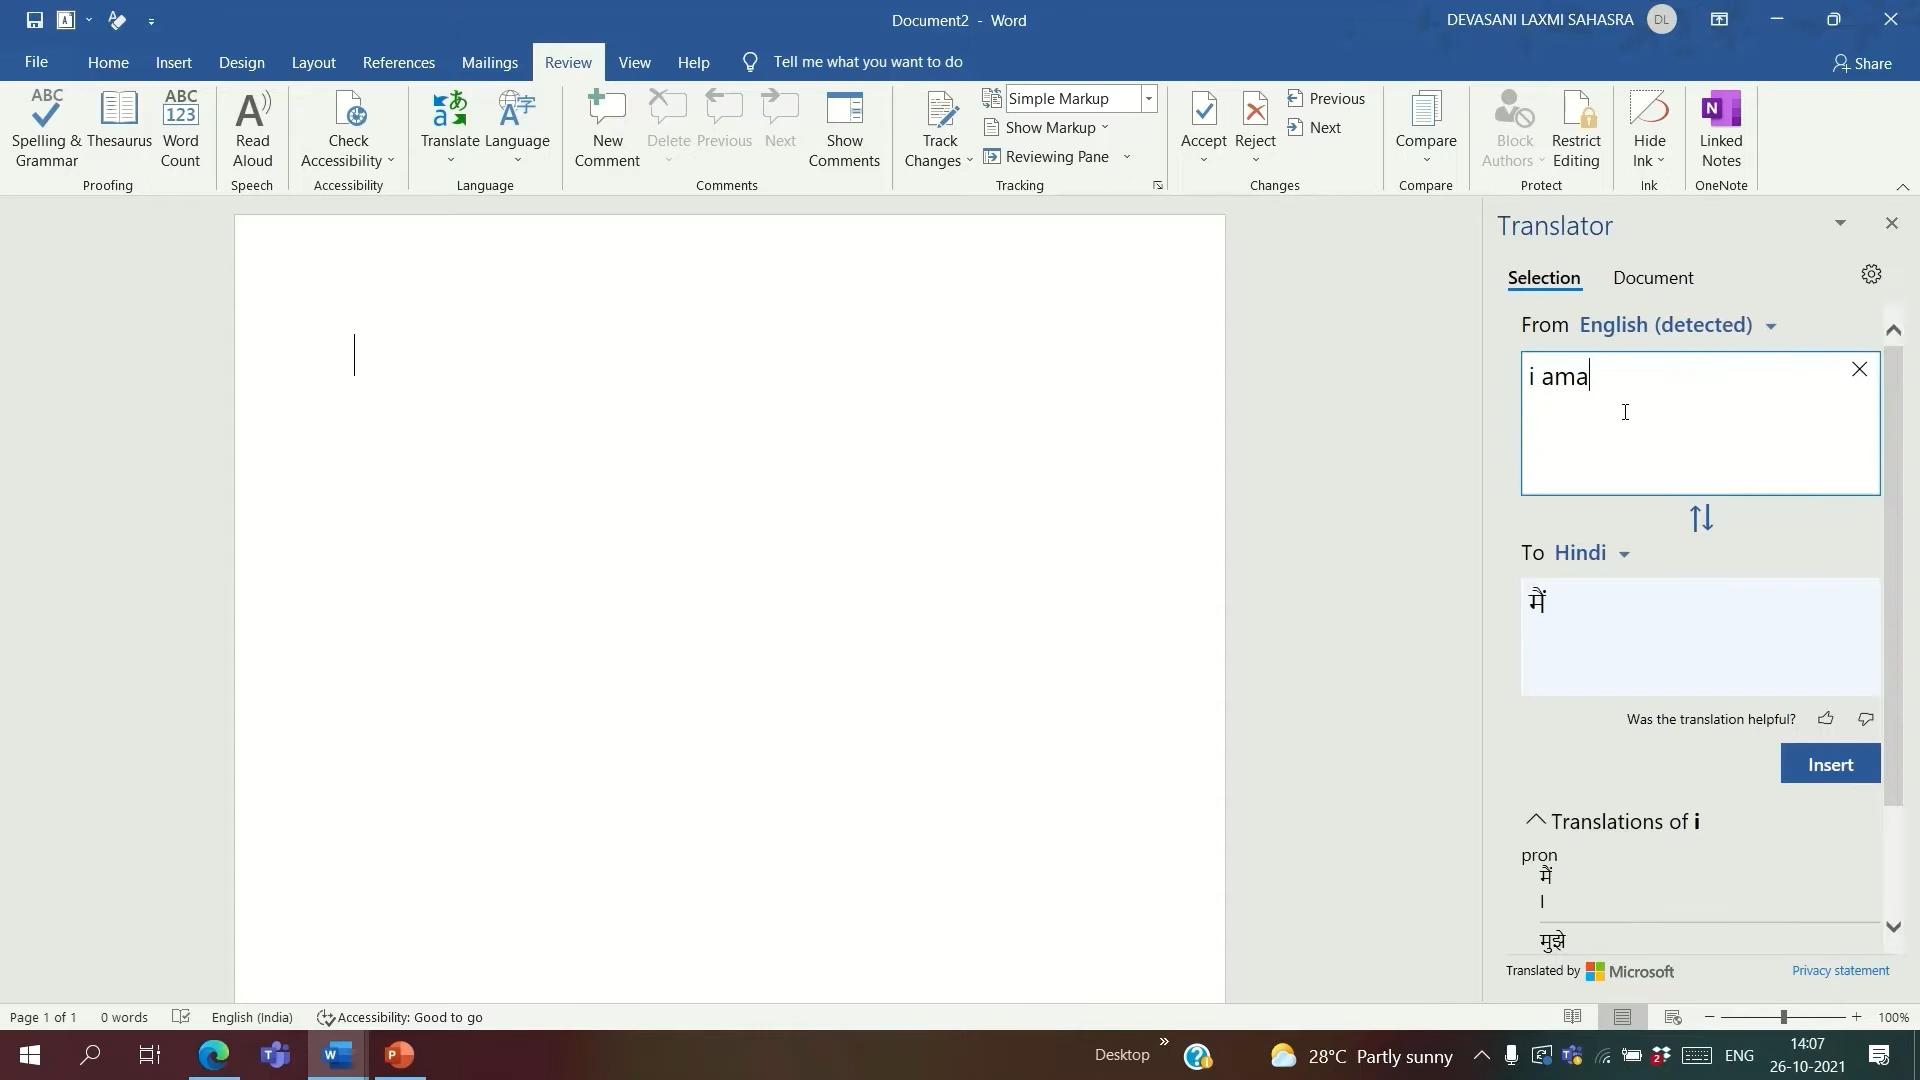 Document2 - Word
DEVASANI LAXMI SAHASRA
DL
File Home Insert Design Layout References Mailings Review View Help Tell me what you want to do
Share
ABC
Spelling &
Grammar
Thesaurus
ABC
123
Word
Count
Proofing
Read
Aloud
Speech
Check
Accessibility
Accessibility
Translate
Language
Language
New
Comment
Delete
Previous
Next
Show
Comments
Comments
Track
Changes
Simple Markup
Show Markup
Reviewing Pane
Tracking
Accept
Reject
Previous
Next
Changes
Compare
Compare
Block
Authors
Restrict
Editing
Protect
Hide
Ink
Ink
Linked
Notes
OneNote
Translator
Selection Document
From English (detected)
i ama
To Hindi
मैं
Was the translation helpful?
Insert
Translations of i
pron
मैं
I
मुझे
Translated by Microsoft
Privacy statement
Page 1 of 1 0 words English (India) Accessibility: Good to go
100%
Desktop
28°C Partly sunny
ENG
14:07
26-10-2021